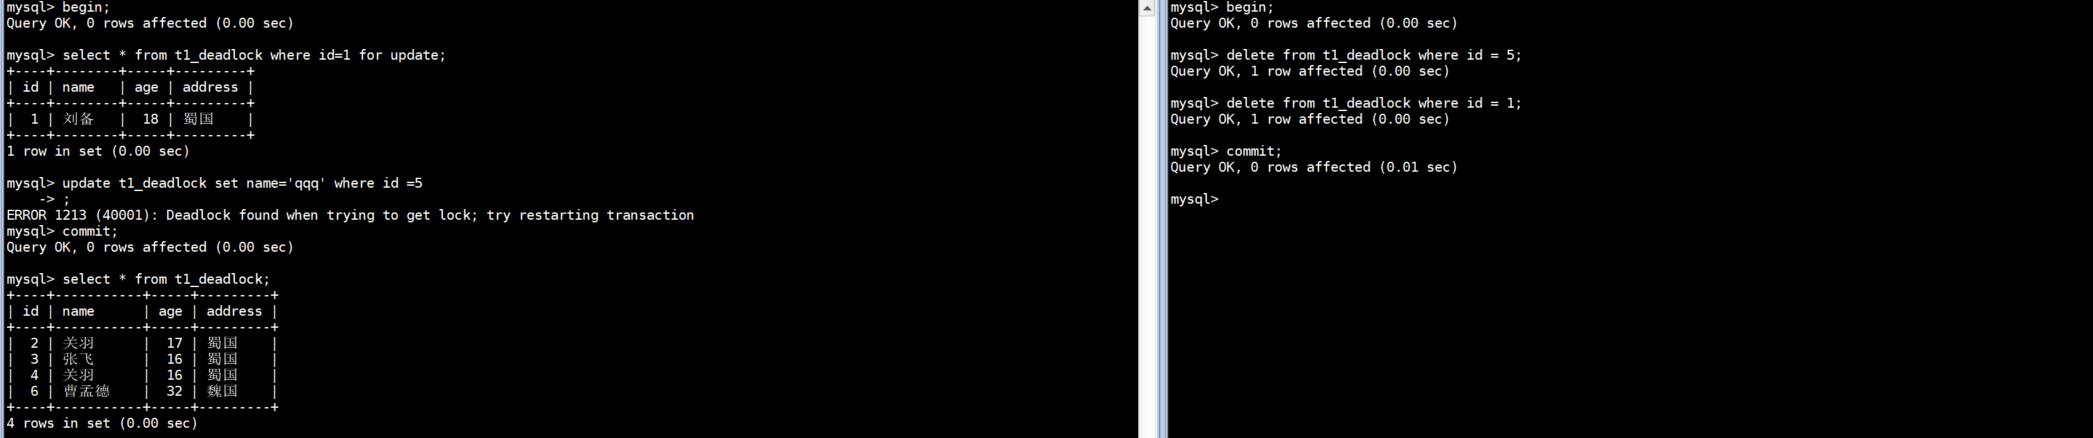 mysql> begin;
Query OK, 0 rows affected (0.00 sec)
mysql> select * from t1_deadlock where id=1 for update;
+----+--------+-----+---------+
| id | name   | age | address |
+----+--------+-----+---------+
|  1 | 刘备   |  18 | 蜀国    |
+----+--------+-----+---------+
1 row in set (0.00 sec)
mysql> update t1_deadlock set name='qqq' where id =5
    -> ;
ERROR 1213 (40001): Deadlock found when trying to get lock; try restarting transaction
mysql> commit;
Query OK, 0 rows affected (0.00 sec)
mysql> select * from t1_deadlock;
+----+-----------+-----+---------+
| id | name      | age | address |
+----+-----------+-----+---------+
|  2 | 关羽      |  17 | 蜀国    |
|  3 | 张飞      |  16 | 蜀国    |
|  4 | 关羽      |  16 | 蜀国    |
|  6 | 曹孟德    |  32 | 魏国    |
+----+-----------+-----+---------+
4 rows in set (0.00 sec)
mysql> begin;
Query OK, 0 rows affected (0.00 sec)
mysql> delete from t1_deadlock where id = 5;
Query OK, 1 row affected (0.00 sec)
mysql> delete from t1_deadlock where id = 1;
Query OK, 1 row affected (0.00 sec)
mysql> commit;
Query OK, 0 rows affected (0.01 sec)
mysql>